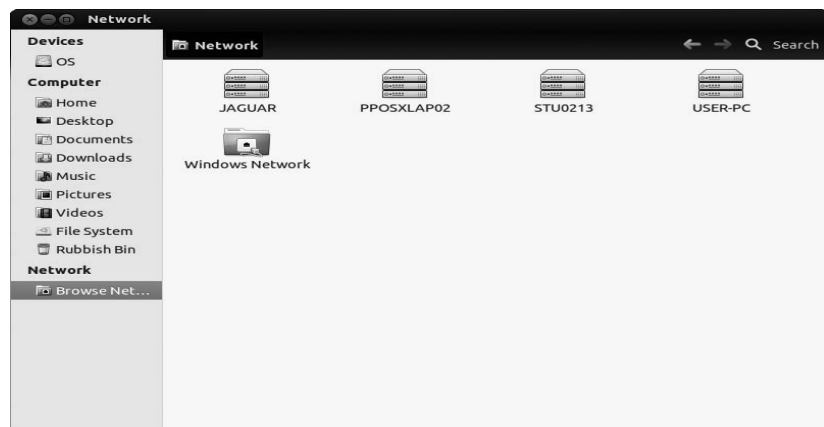 Network
Devices
OS
Computer
Home
Desktop
Documents
Downloads
Music
Pictures
Videos
File System
Rubbish Bin
Network
Browse Net...
Network
Search
JAGUAR PPOSXLAP02 STU0213 USER-PC
Windows Network